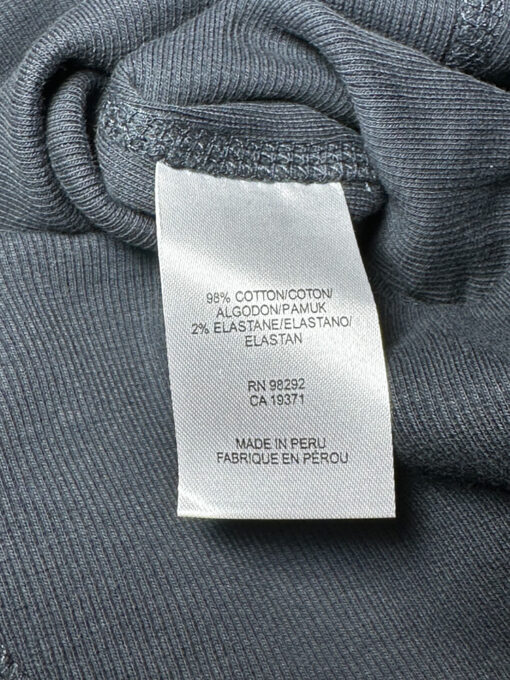 98% COTTON/COTON/
ALGODON/PAMUK
2% ELASTANE/ELASTANO/
ELASTAN
RN 98292
CA 19371
MADE IN PERU
FABRIQUE EN PÉROU